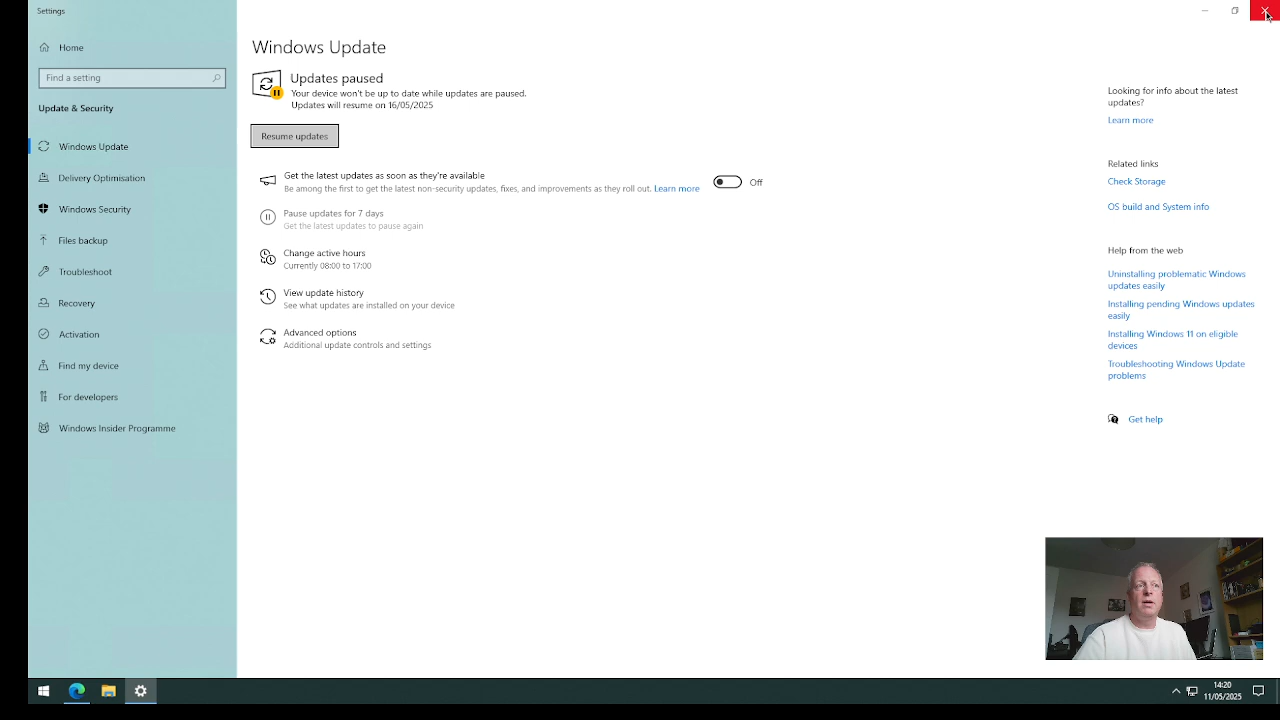 Settings
Home
Find a setting
Update & Security
Windows Update
Delivery Optimisation
Windows Security
Files backup
Troubleshoot
Recovery
Activation
Find my device
For developers
Windows Insider Programme
Windows Update
Updates paused
Your device won't be up to date while updates are paused.
Updates will resume on 16/05/2025
Resume updates
Get the latest updates as soon as they're available
Be among the first to get the latest non-security updates, fixes, and improvements as they roll out. Learn more
Off
Pause updates for 7 days
Get the latest updates to pause again
Change active hours
Currently 08:00 to 17:00
View update history
See what updates are installed on your device
Advanced options
Additional update controls and settings
Looking for info about the latest
updates?
Learn more
Related links
Check Storage
OS build and System info
Help from the web
Uninstalling problematic Windows
updates easily
Installing pending Windows updates
easily
Installing Windows 11 on eligible
devices
Troubleshooting Windows Update
problems
Get help
14:20
11/05/2025